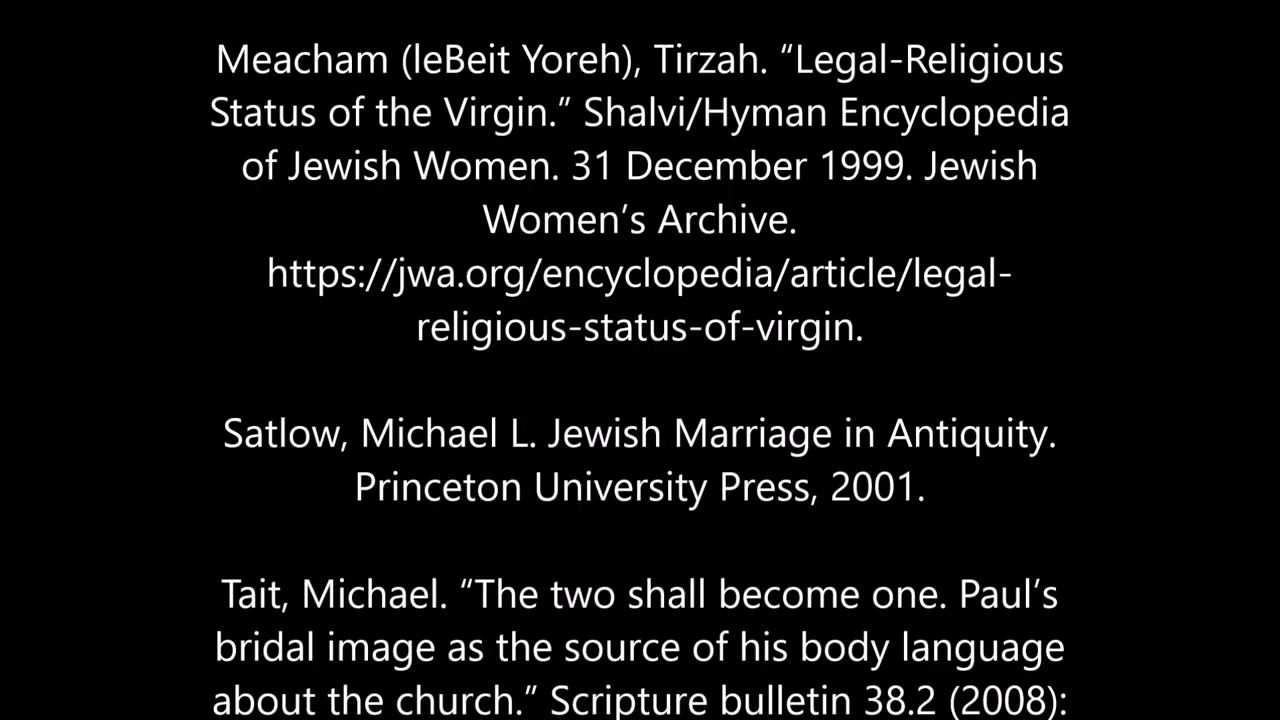 Meacham (leBeit Yoreh), Tirzah. “Legal-Religious
Status of the Virgin.” Shalvi/Hyman Encyclopedia
of Jewish Women. 31 December 1999. Jewish
Women’s Archive.
https://jwa.org/encyclopedia/article/legal-
religious-status-of-virgin.
Satlow, Michael L. Jewish Marriage in Antiquity.
Princeton University Press, 2001.
Tait, Michael. “The two shall become one. Paul’s
bridal image as the source of his body language
about the church.” Scripture bulletin 38.2 (2008):